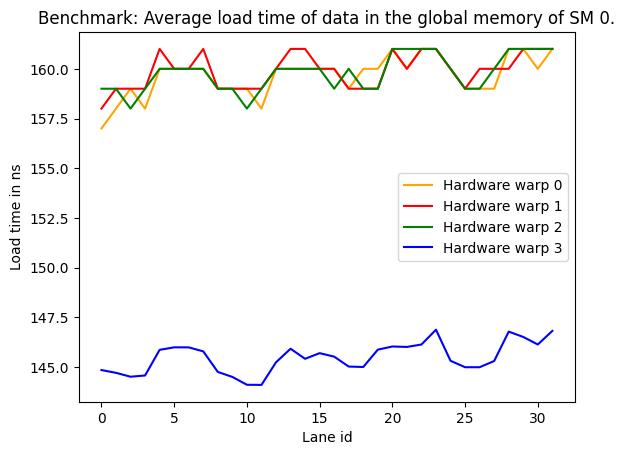 Benchmark: Average load time of data in the global memory of SM 0.
Load time in ns
160.0
157.5
155.0
152.5
150.0
147.5
145.0
Hardware warp 0
Hardware warp 1
Hardware warp 2
Hardware warp 3
0 5 10 15 20 25 30
Lane id